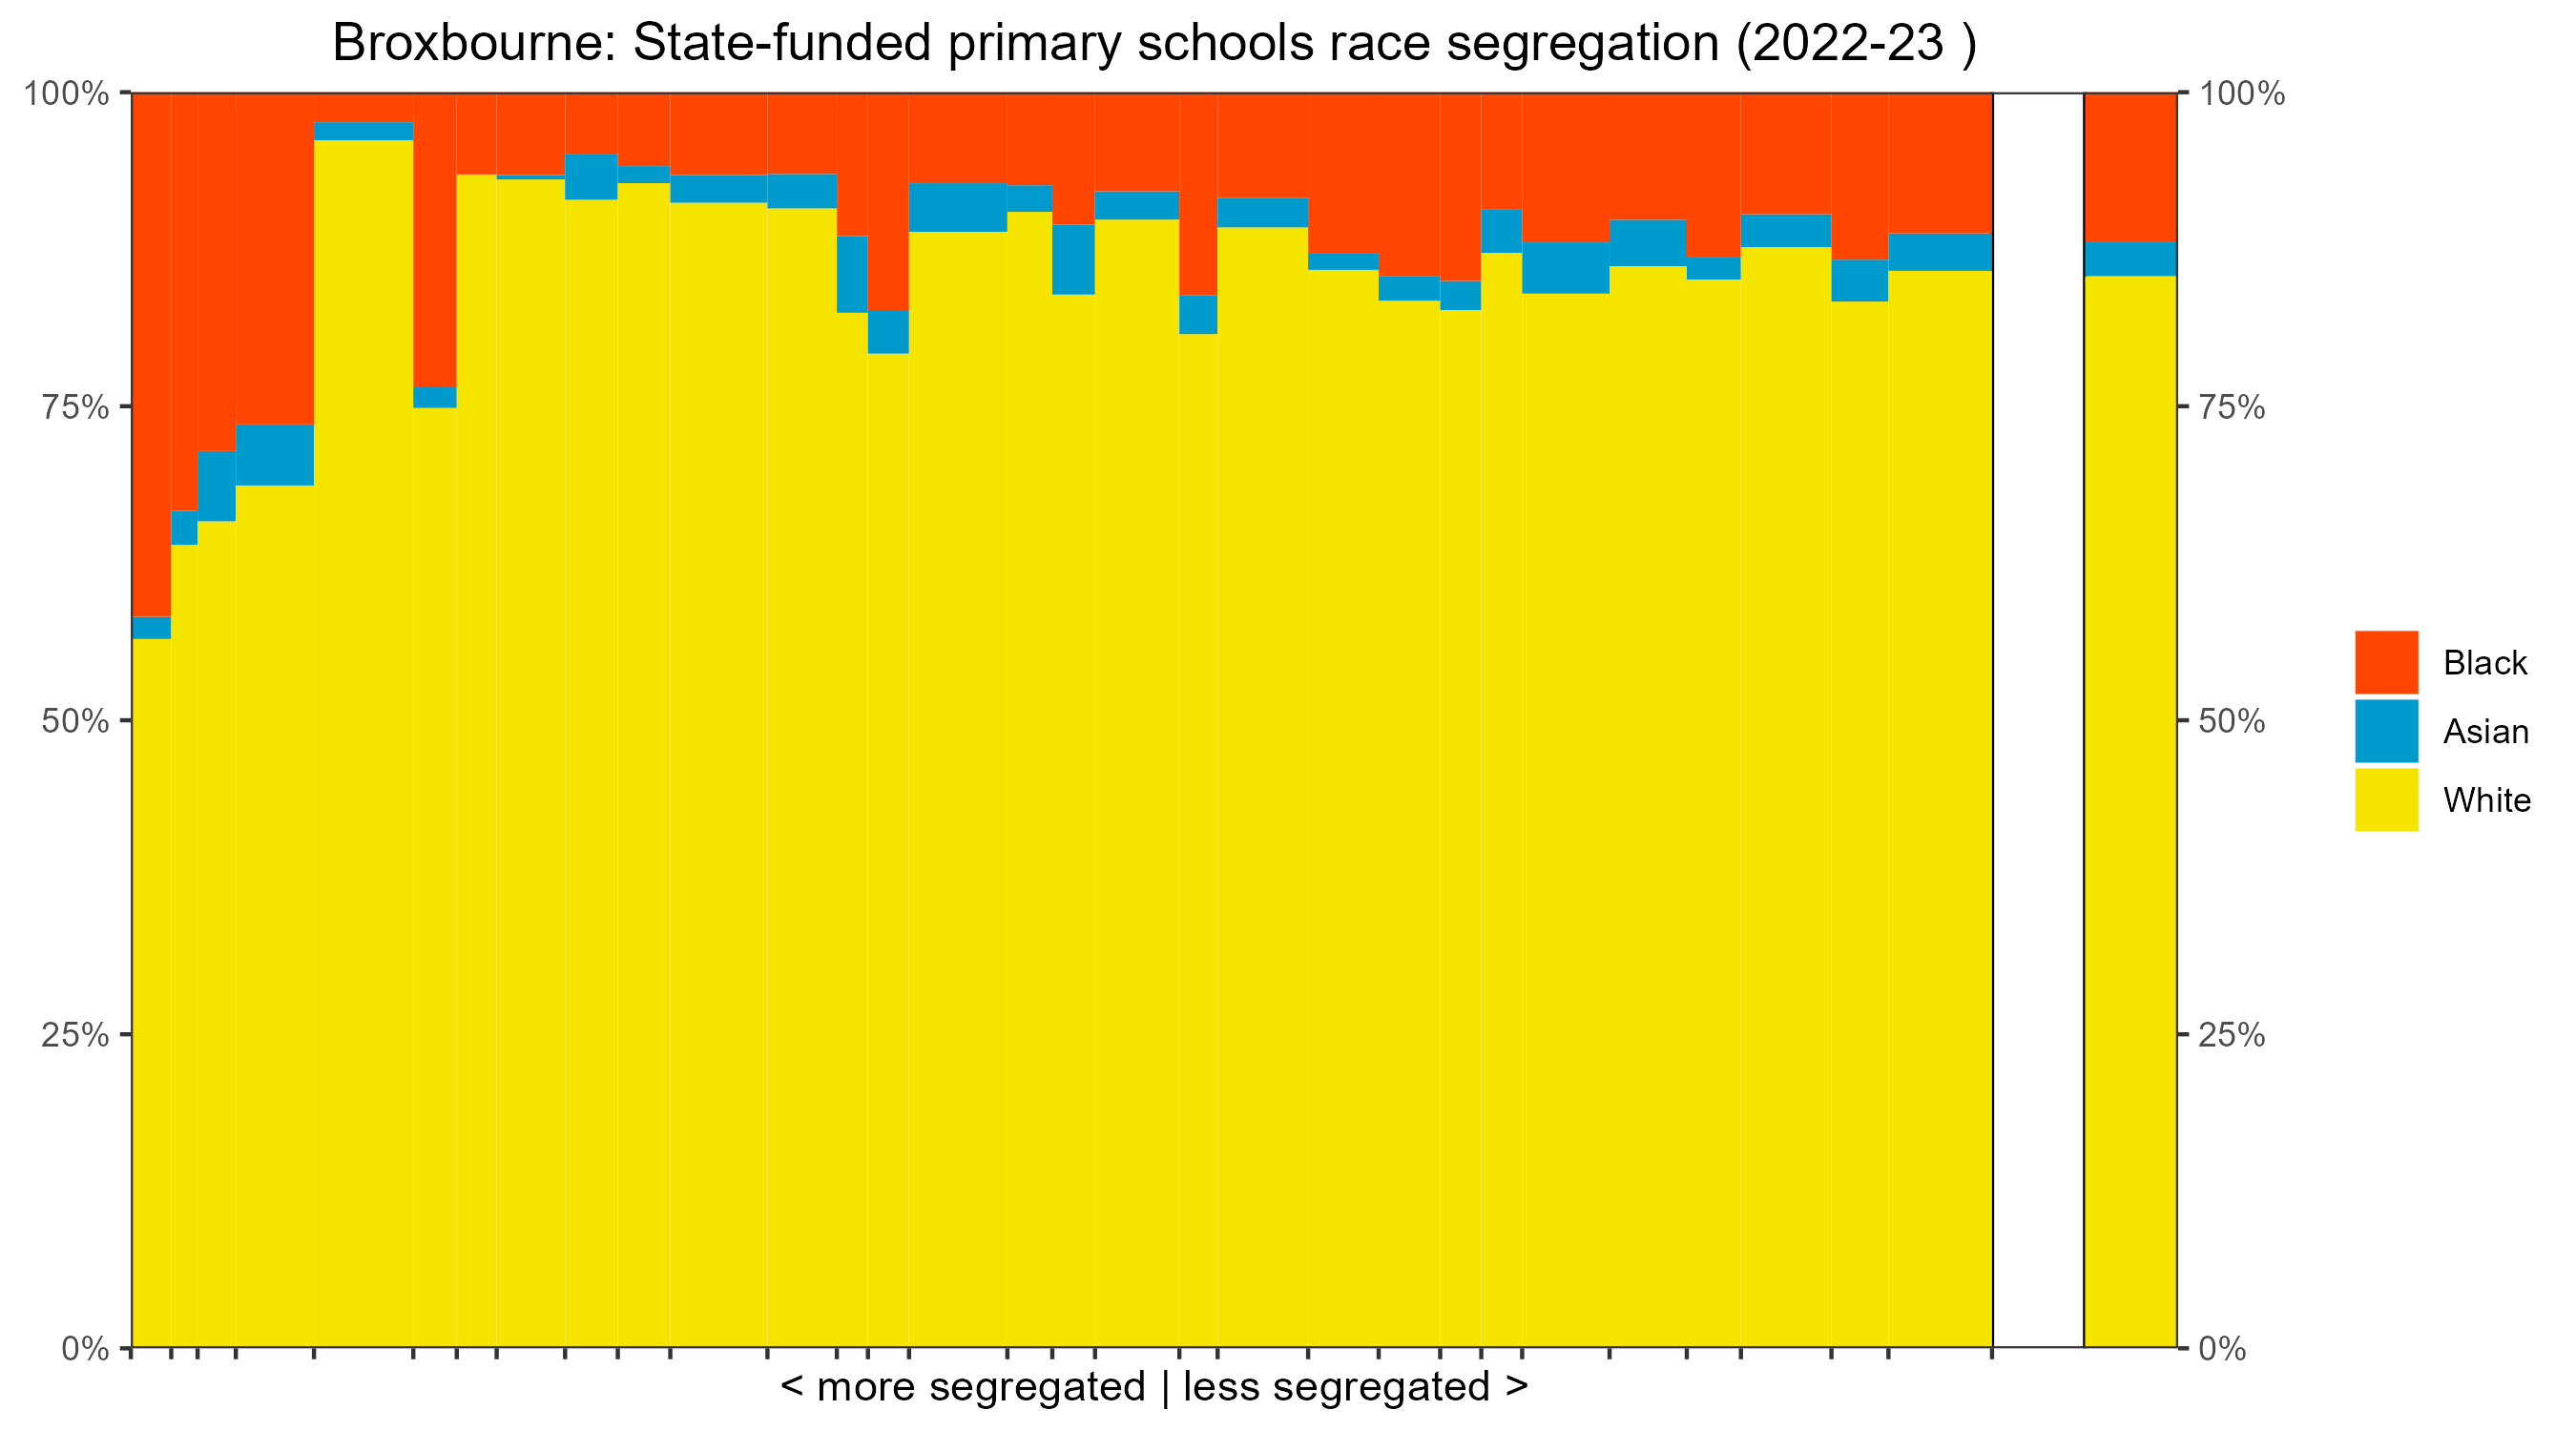 Broxbourne: State-funded primary schools race segregation (2022-23 )
100%
75%
50%
25%
0%
100%
75%
50%
25%
0%
Black
Asian
White
< more segregated | less segregated >